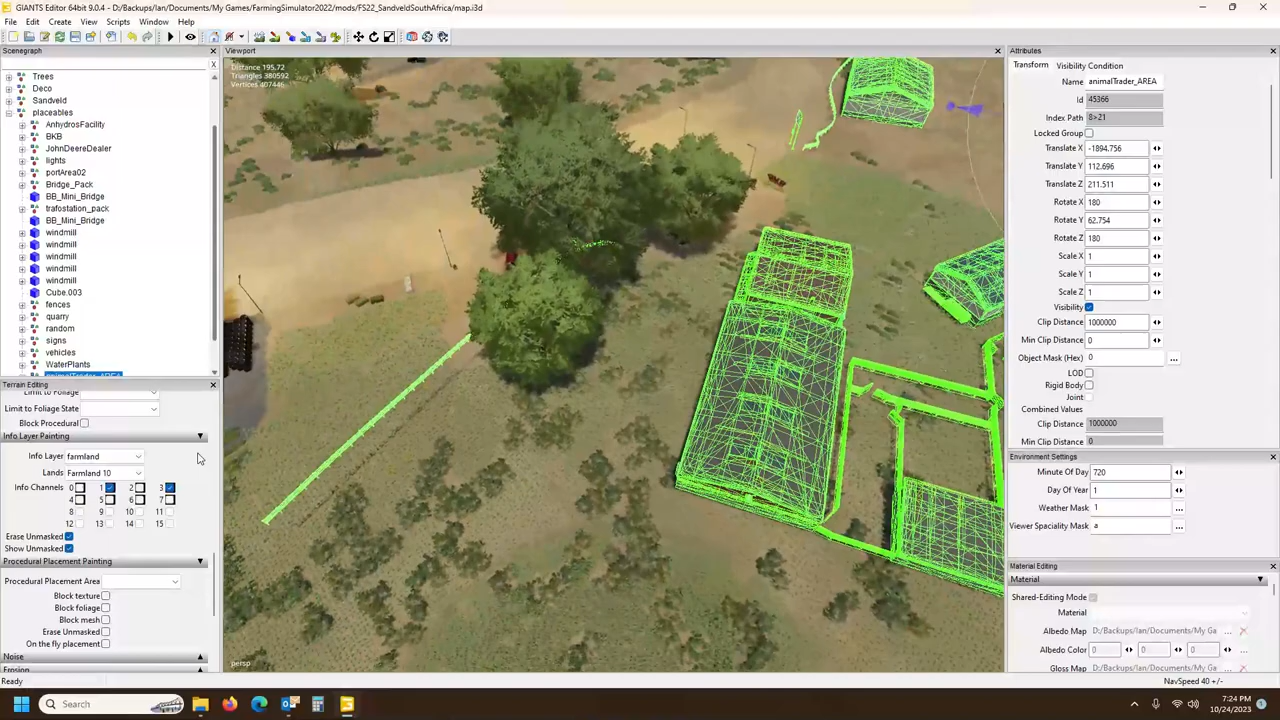 GIANTS Editor 64bit 9.0.4 - D:/Backups/Ian/Documents/My Games/FarmingSimulator2022/mods/FS22_SandveldSouthAfrica/map.i3d
File Edit Create View Scripts Window Help
Scenegraph
X
Trees
Deco
Sandveld
placeables
AnhydrosFacility
BKB
JohnDeereDealer
lights
portArea02
Bridge_Pack
BB_Mini_Bridge
trafostation_pack
BB_Mini_Bridge
windmill
windmill
windmill
windmill
windmill
Cube.003
fences
quarry
random
signs
vehicles
WaterPlants
animalTrader_AREA
Terrain Editing
Limit to Foliage
Limit to Foliage State
Block Procedural
Info Layer Painting
Info Layer farmland
Lands Farmland 10
Info Channels 0 1 2 3
4 5 6 7
8 9 10 11
12 13 14 15
Erase Unmasked
Show Unmasked
Procedural Placement Painting
Procedural Placement Area
Block texture
Block foliage
Block mesh
Erase Unmasked
On the fly placement
Noise
Erosion
Viewport
Distance 195.72
Triangles 380592
Vertices 407446
persp
Attributes
Transform Visibility Condition
Name animalTrader_AREA
Id 45366
Index Path 8>21
Locked Group
Translate X -1894.756
Translate Y 112.696
Translate Z 211.511
Rotate X 180
Rotate Y 62.754
Rotate Z 180
Scale X 1
Scale Y 1
Scale Z 1
Visibility
Clip Distance 1000000
Min Clip Distance 0
Object Mask (Hex) 0 ...
LOD
Rigid Body
Joint
Combined Values
Clip Distance 1000000
Min Clip Distance 0
Environment Settings
Minute Of Day 720
Day Of Year 1
Weather Mask 1 ...
Viewer Speciality Mask a ...
Material Editing
Material
Shared-Editing Mode
Material
Albedo Map D:/Backups/Ian/Documents/My Ga ...
Albedo Color 0 0 0 ...
Gloss Map D:/Backups/Ian/Documents/My Ga ...
Ready
NavSpeed 40 +/-
Search
7:24 PM
10/24/2023